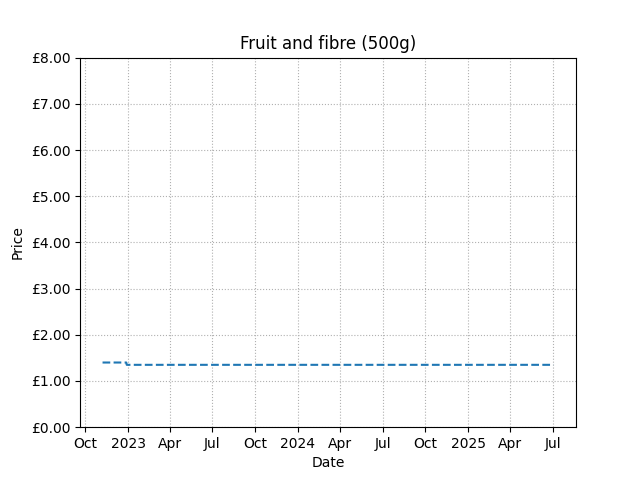 Fruit and fibre (500g)
£8.00
£7.00
£6.00
£5.00
£4.00
£3.00
£2.00
£1.00
£0.00
Price
Oct 2023 Apr Jul Oct 2024 Apr Jul Oct 2025 Apr Jul
Date